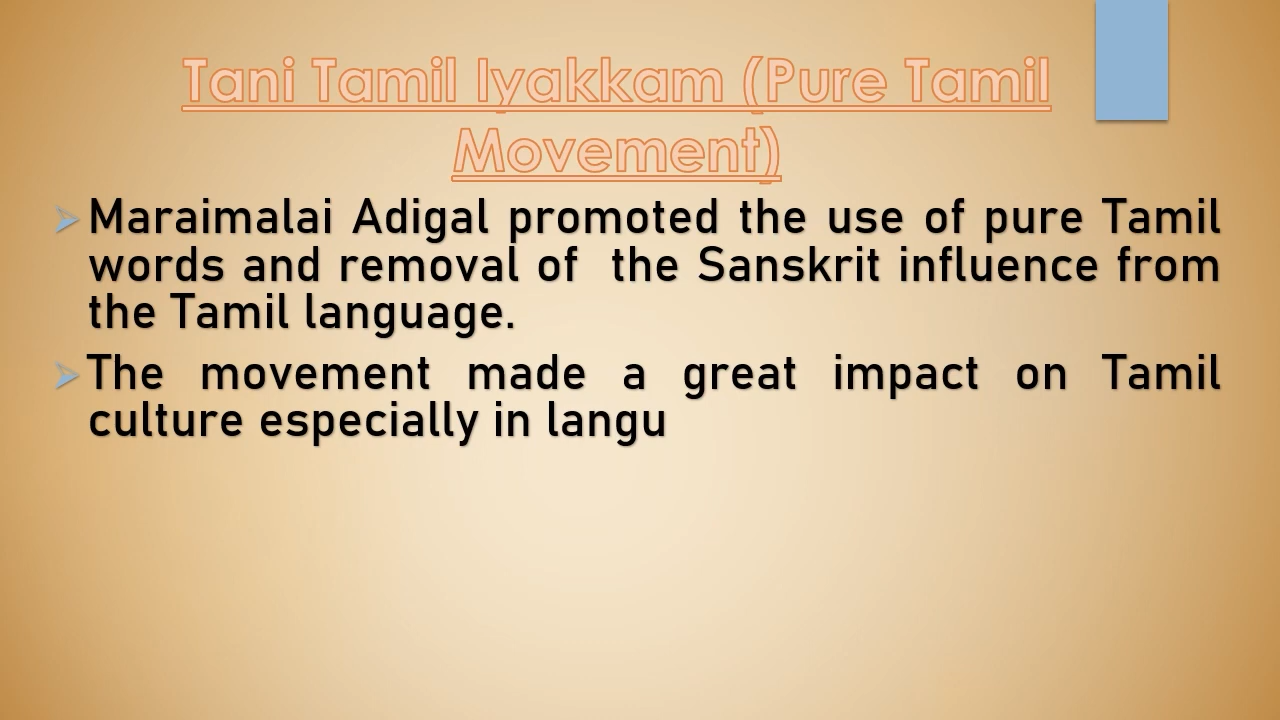 Tani Tamil Iyakkam (Pure Tamil
Movement)
Maraimalai Adigal promoted the use of pure Tamil
words and removal of the Sanskrit influence from
the Tamil language.
The movement made a great impact on Tamil
culture especially in langu